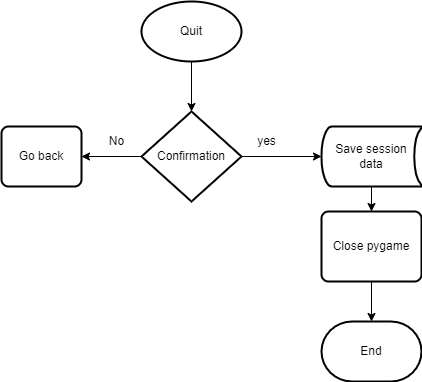 Quit
No
yes
Go back
Confirmation
Save session
data
Close pygame
End